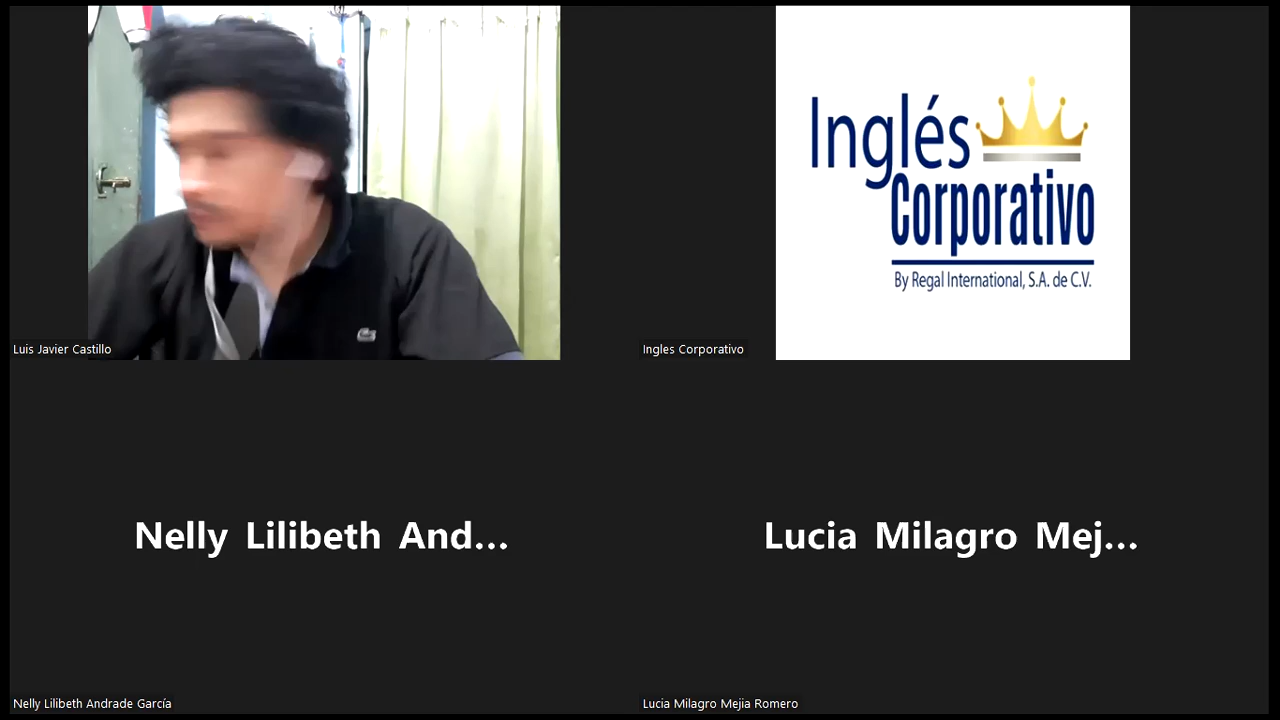 Inglés
Corporativo
By Regal International, S.A. de C.V.
Luis Javier Castillo
Ingles Corporativo
Nelly Lilibeth And...
Lucia Milagro Mej...
Nelly Lilibeth Andrade García
Lucia Milagro Mejia Romero